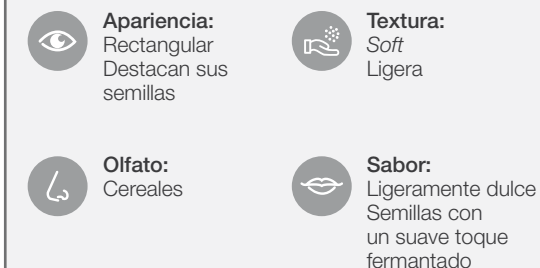 Apariencia:
Rectangular
Destacan sus
semillas
Textura:
Soft
Ligera
Olfato:
Cereales
Sabor:
Ligeramente dulce
Semillas con
un suave toque
fermantado